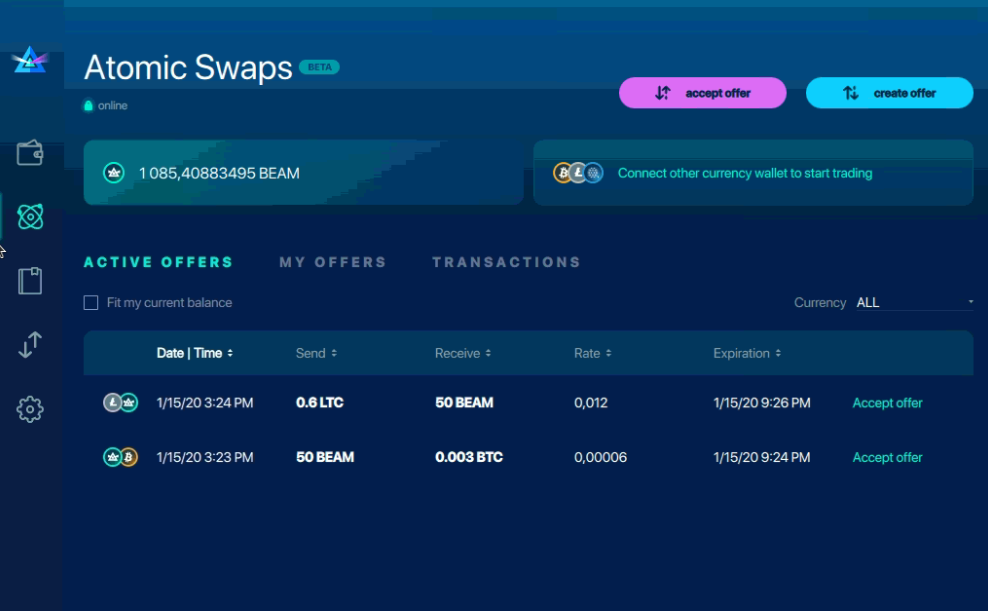 Atomic Swaps BETA
online
accept offer
create offer
1 085,40883495 BEAM
Connect other currency wallet to start trading
ACTIVE OFFERS MY OFFERS TRANSACTIONS
Fit my current balance
Currency ALL
Date | Time Send Receive Rate Expiration
1/15/20 3:24 PM 0.6 LTC 50 BEAM 0,012 1/15/20 9:26 PM Accept offer
1/15/20 3:23 PM 50 BEAM 0.003 BTC 0,00006 1/15/20 9:24 PM Accept offer